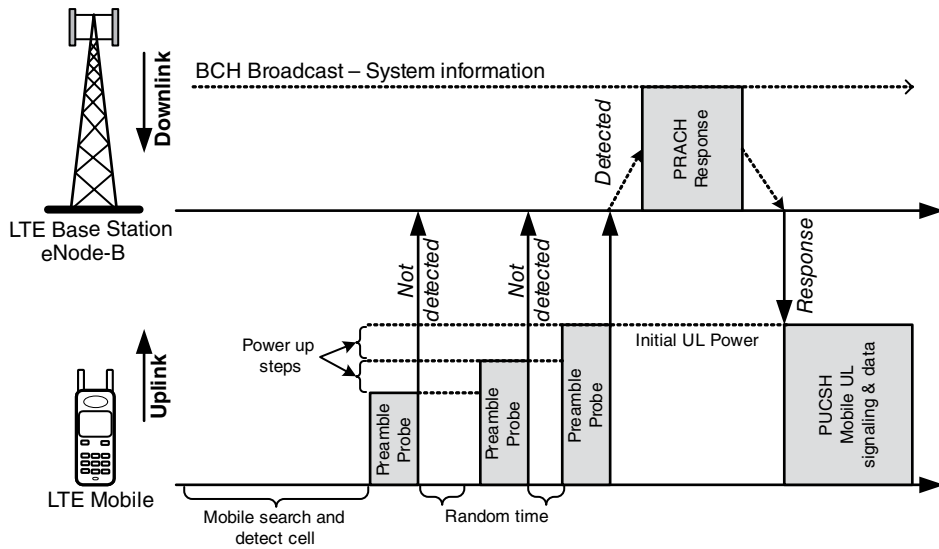 BCH Broadcast – System information
Downlink
Detected
PRACH
Response
LTE Base Station
eNode-B
Not
detected
Not
detected
Response
Uplink
Power up
steps
Initial UL Power
Preamble
Probe
Preamble
Probe
Preamble
Probe
PUCSH
Mobile UL
signaling & data
LTE Mobile
Mobile search and
detect cell
Random time